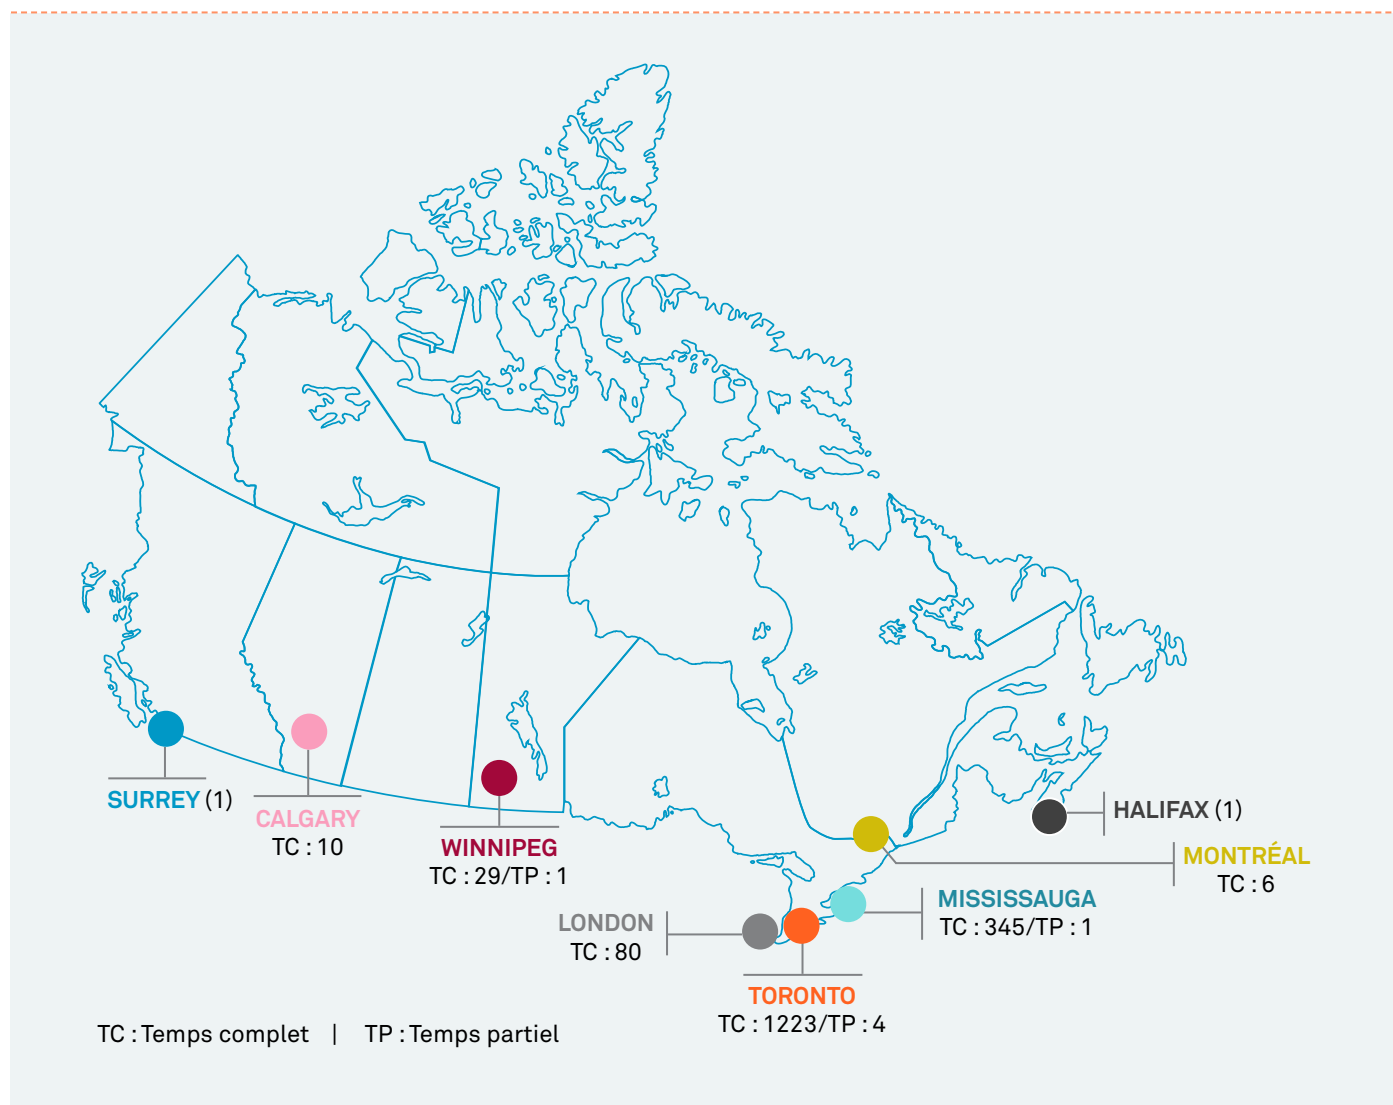 SURREY (1)
CALGARY
TC : 10
WINNIPEG
TC : 29/TP : 1
HALIFAX (1)
MONTRÉAL
TC : 6
MISSISSAUGA
TC : 345/TP : 1
LONDON
TC : 80
TORONTO
TC : 1223/TP : 4
TC : Temps complet | TP : Temps partiel